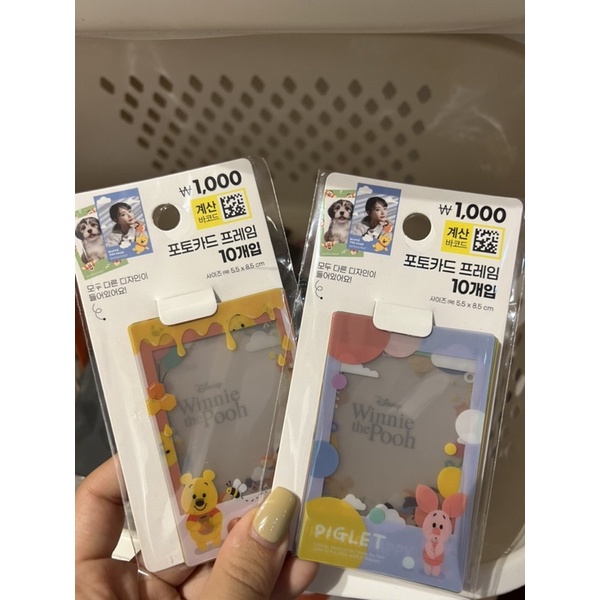 ₩1,000
계산
바코드
포토카드 프레임
10개입
사이즈 (약) 5.5 x 8.5 cm
모두 다른 디자인이
들어있어요!
Disney
Winnie
the Pooh
₩1,000
계산
바코드
포토카드 프레임
10개입
사이즈 (약) 5.5 x 8.5 cm
모두 다른 디자인이
들어있어요!
Disney
Winnie
the Pooh
PIGLET